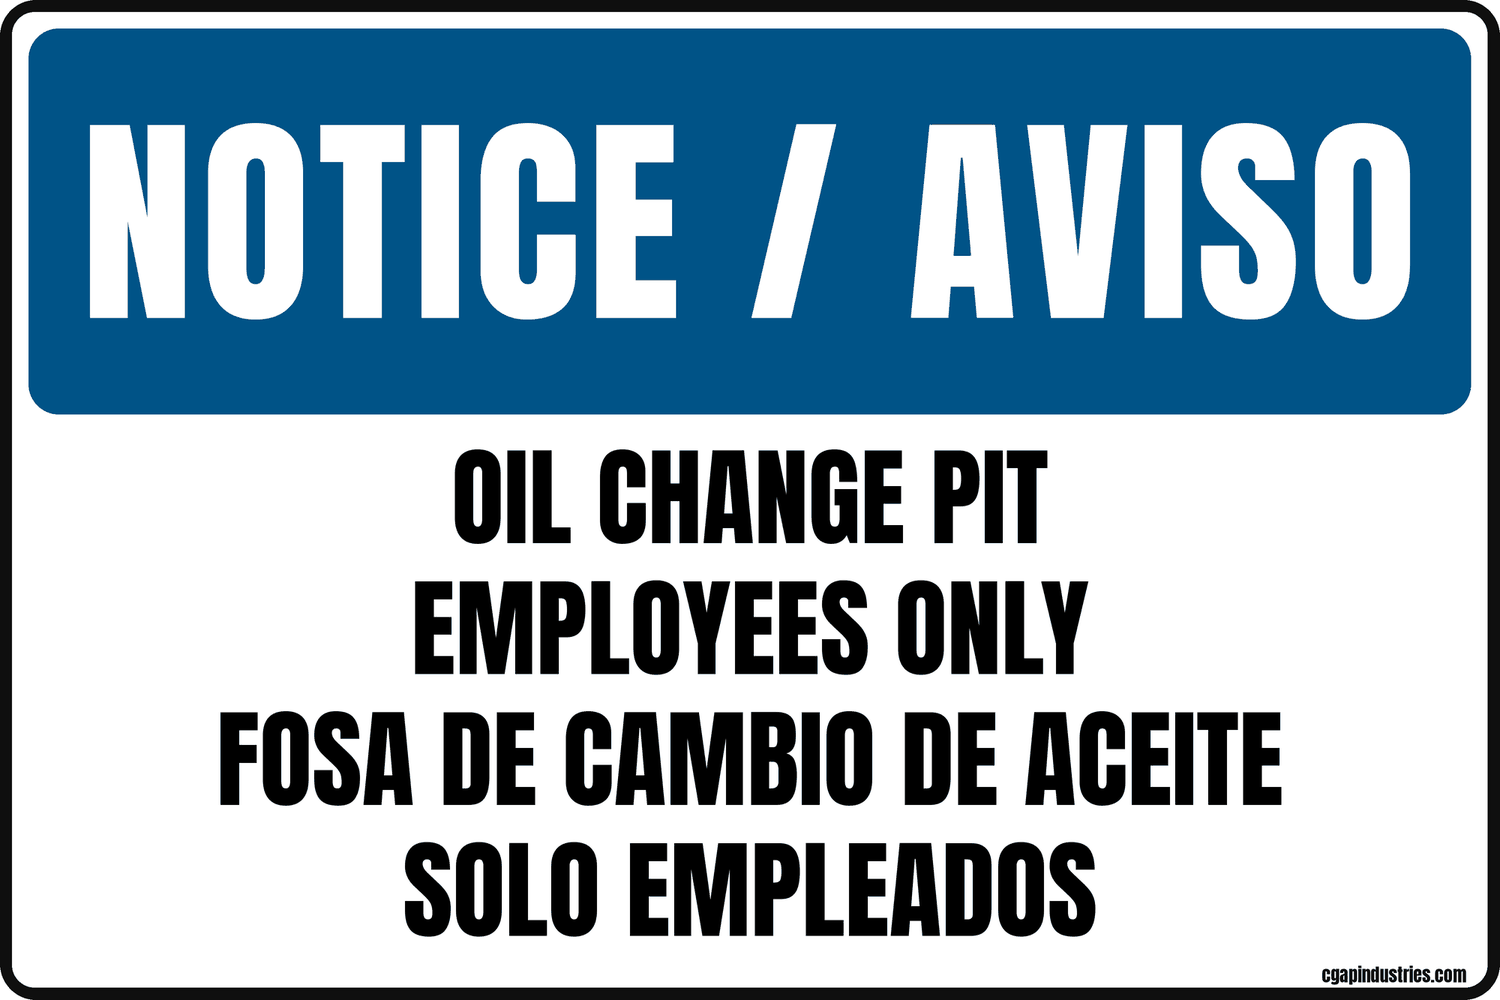 NOTICE / AVISO
OIL CHANGE PIT
EMPLOYEES ONLY
FOSA DE CAMBIO DE ACEITE
SOLO EMPLEADOS
cgapindustries.com